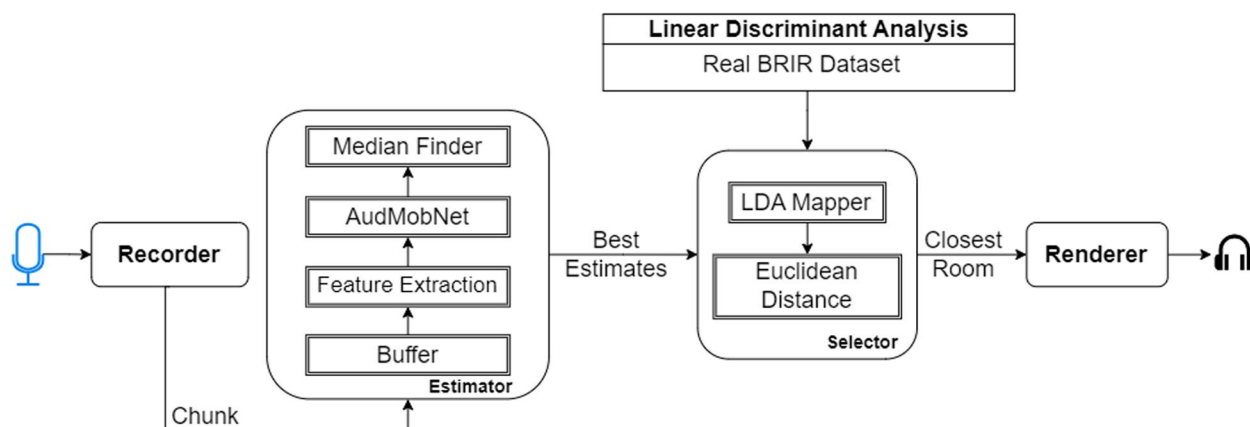 Linear Discriminant Analysis
Real BRIR Dataset
Median Finder
AudMobNet
Feature Extraction
Buffer
Estimator
Recorder
Chunk
Best
Estimates
LDA Mapper
Euclidean
Distance
Selector
Closest
Room
Renderer